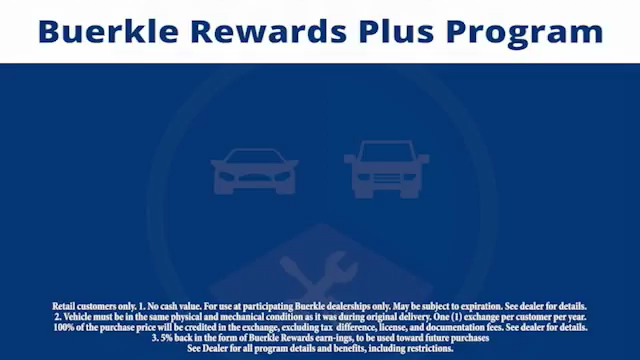 Buerkle Rewards Plus Program
Retail customers only. 1. No cash value. For use at participating Buerkle dealerships only. May be subject to expiration. See dealer for details.
2. Vehicle must be in the same physical and mechanical condition as it was during original delivery. One (1) exchange per customer per year.
100% of the purchase price will be credited in the exchange, excluding tax difference, license, and documentation fees. See dealer for details.
3. 5% back in the form of Buerkle Rewards earn-ings, to be used toward future purchases
See Dealer for all program details and benefits, including restrictions.